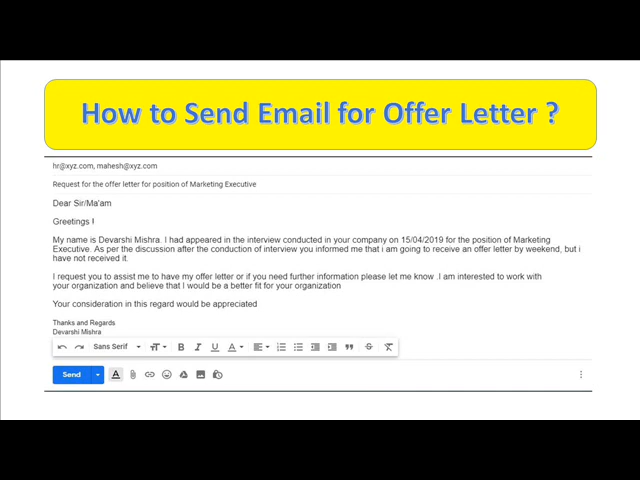 How to Send Email for Offer Letter ?
hr@xyz.com, mahesh@xyz.com
Request for the offer letter for position of Marketing Executive
Dear Sir/Ma'am
Greetings !
My name is Devarshi Mishra. I had appeared in the interview conducted in your company on 15/04/2019 for the position of Marketing
Executive. As per the discussion after the conduction of interview you informed me that i am going to receive an offer letter by weekend, but i
have not received it.
I request you to assist me to have my offer letter or if you need further information please let me know .I am interested to work with
your organization and believe that I would be a better fit for your organization
Your consideration in this regard would be appreciated
Thanks and Regards
Devarshi Mishra
Sans Serif
Send